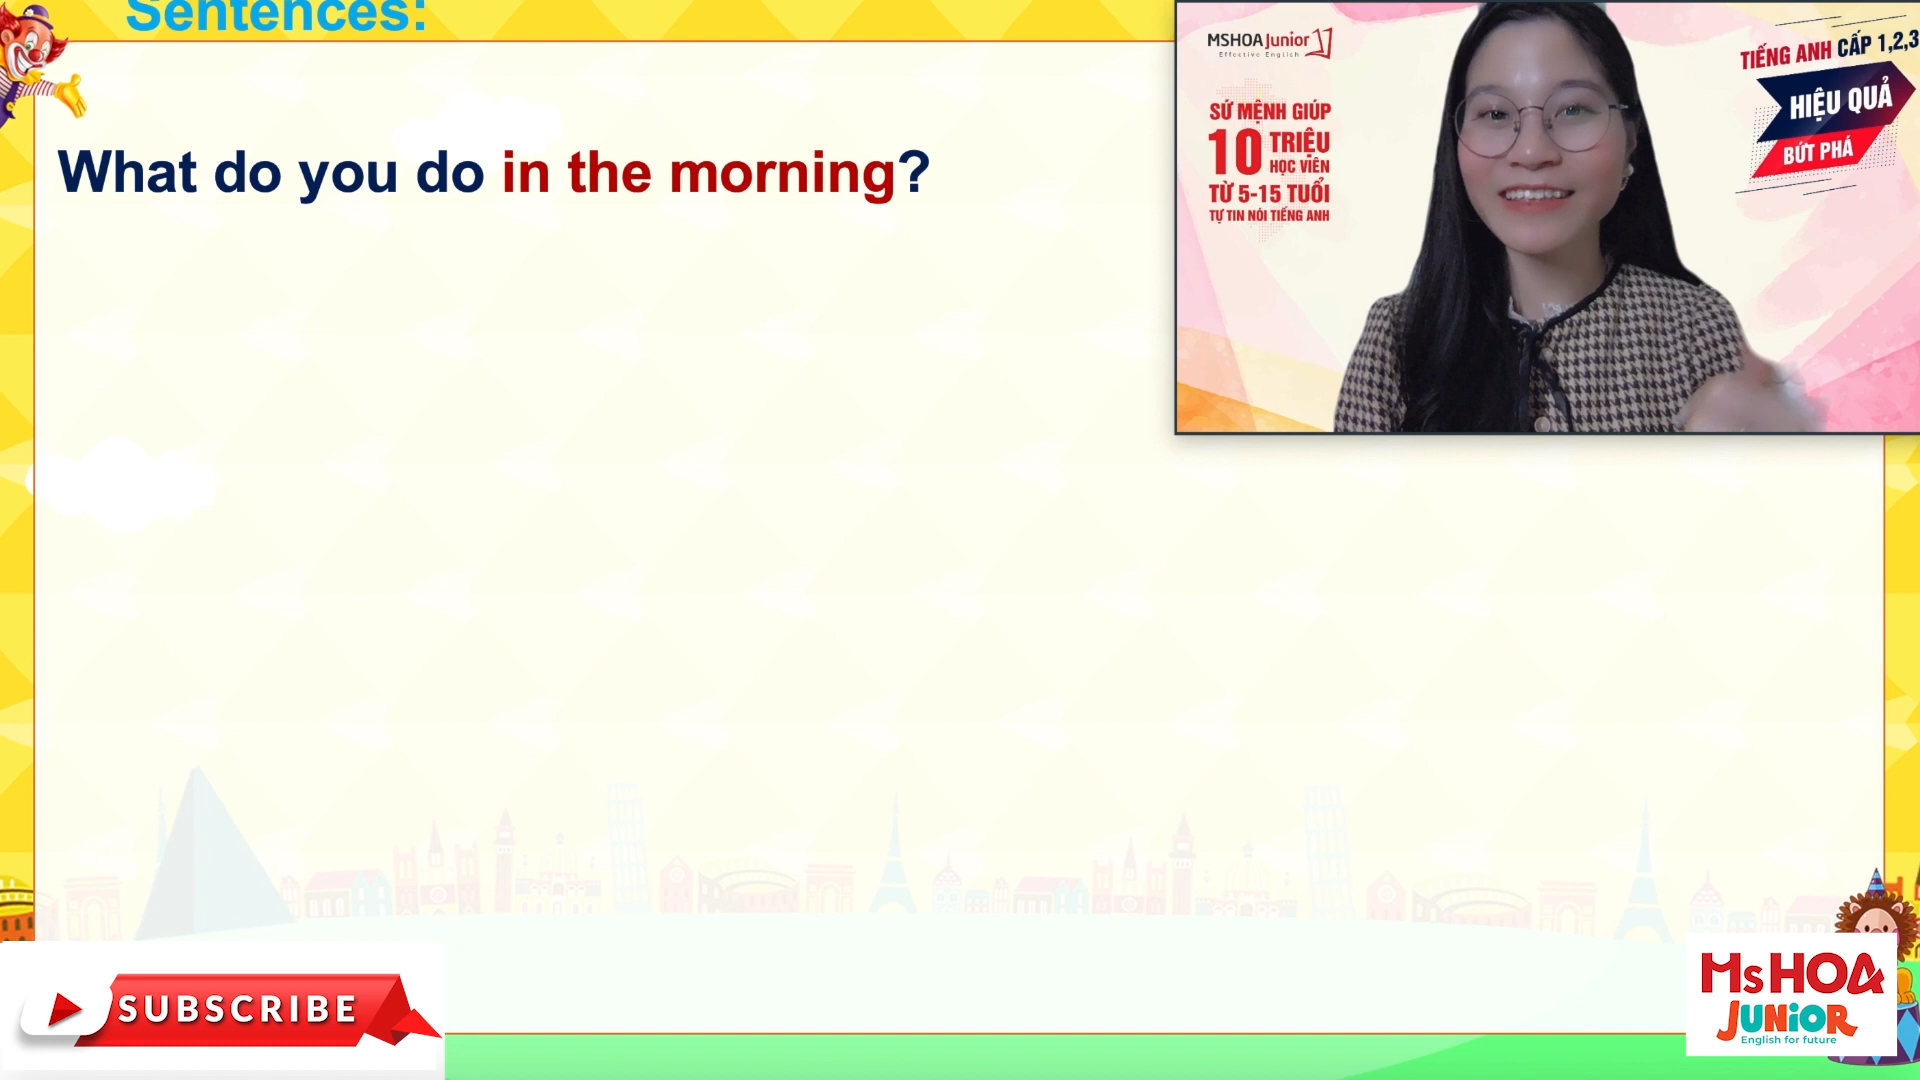 Sentences:
What do you do in the morning?
MSHOA Junior
Effective English
SỨ MỆNH GIÚP
10 TRIỆU
HỌC VIÊN
TỪ 5-15 TUỔI
TỰ TIN NÓI TIẾNG ANH
TIẾNG ANH CẤP 1,2,3
HIỆU QUẢ
BỨT PHÁ
SUBSCRIBE
MsHOA
JUNiOR
English for future